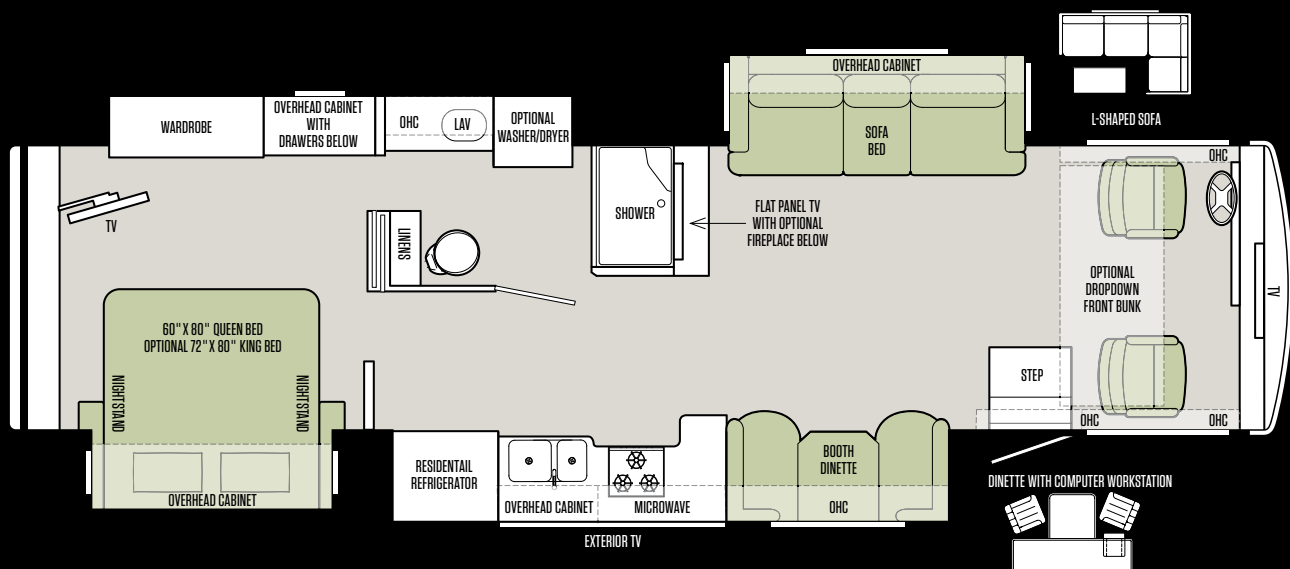 OVERHEAD CABINET
L-SHAPED SOFA
WARDROBE
OVERHEAD CABINET
WITH
DRAWERS BELOW
OHC
LAV
OPTIONAL
WASHER/DRYER
SOFA
BED
OHC
TV
LINENS
SHOWER
FLAT PANEL TV
WITH OPTIONAL
FIREPLACE BELOW
OPTIONAL
DROPDOWN
FRONT BUNK
TV
60" X 80" QUEEN BED
OPTIONAL 72" X 80" KING BED
NIGHTSTAND
NIGHTSTAND
STEP
OHC
OHC
RESIDENTAIL
REFRIGERATOR
BOOTH
DINETTE
OVERHEAD CABINET
OVERHEAD CABINET
MICROWAVE
OHC
EXTERIOR TV
DINETTE WITH COMPUTER WORKSTATION